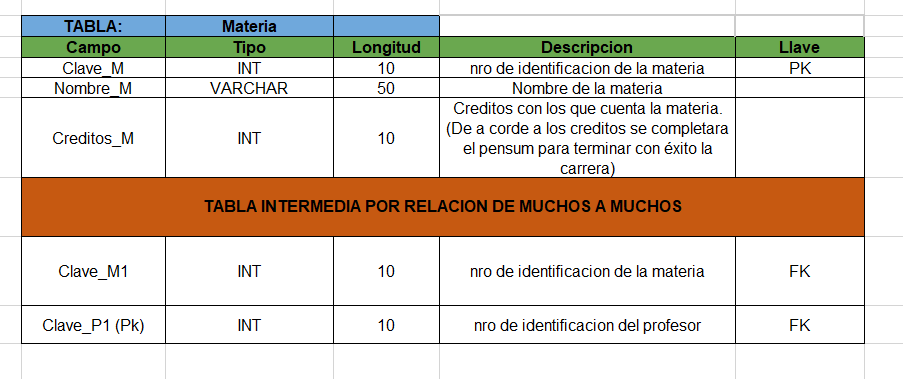 TABLA: Materia
Campo Tipo Longitud Descripcion Llave
Clave_M INT 10 nro de identificacion de la materia PK
Nombre_M VARCHAR 50 Nombre de la materia
Creditos_M INT 10 Creditos con los que cuenta la materia.
(De a corde a los creditos se completara
el pensum para terminar con éxito la
carrera)
TABLA INTERMEDIA POR RELACION DE MUCHOS A MUCHOS
Clave_M1 INT 10 nro de identificacion de la materia FK
Clave_P1 (Pk) INT 10 nro de identificacion del profesor FK